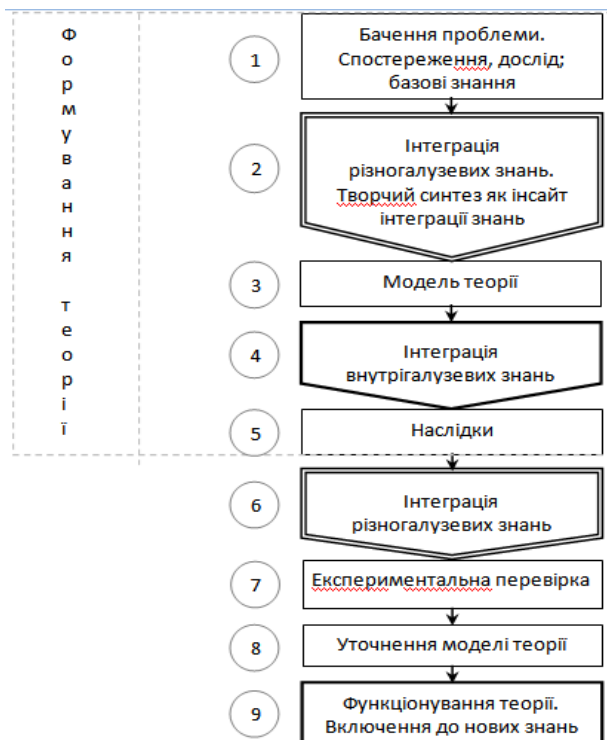 Формування теорії
1
Бачення проблеми.
Спостереження, дослід;
базові знання
2
Інтеграція
різногалузевих знань.
Творчий синтез як інсайт
інтеграції знань
3
Модель теорії
4
Інтеграція
внутрігалузевих знань
5
Наслідки
6
Інтеграція
різногалузевих знань
7
Експериментальна перевірка
8
Уточнення моделі теорії
9
Функціонування теорії.
Включення до нових знань